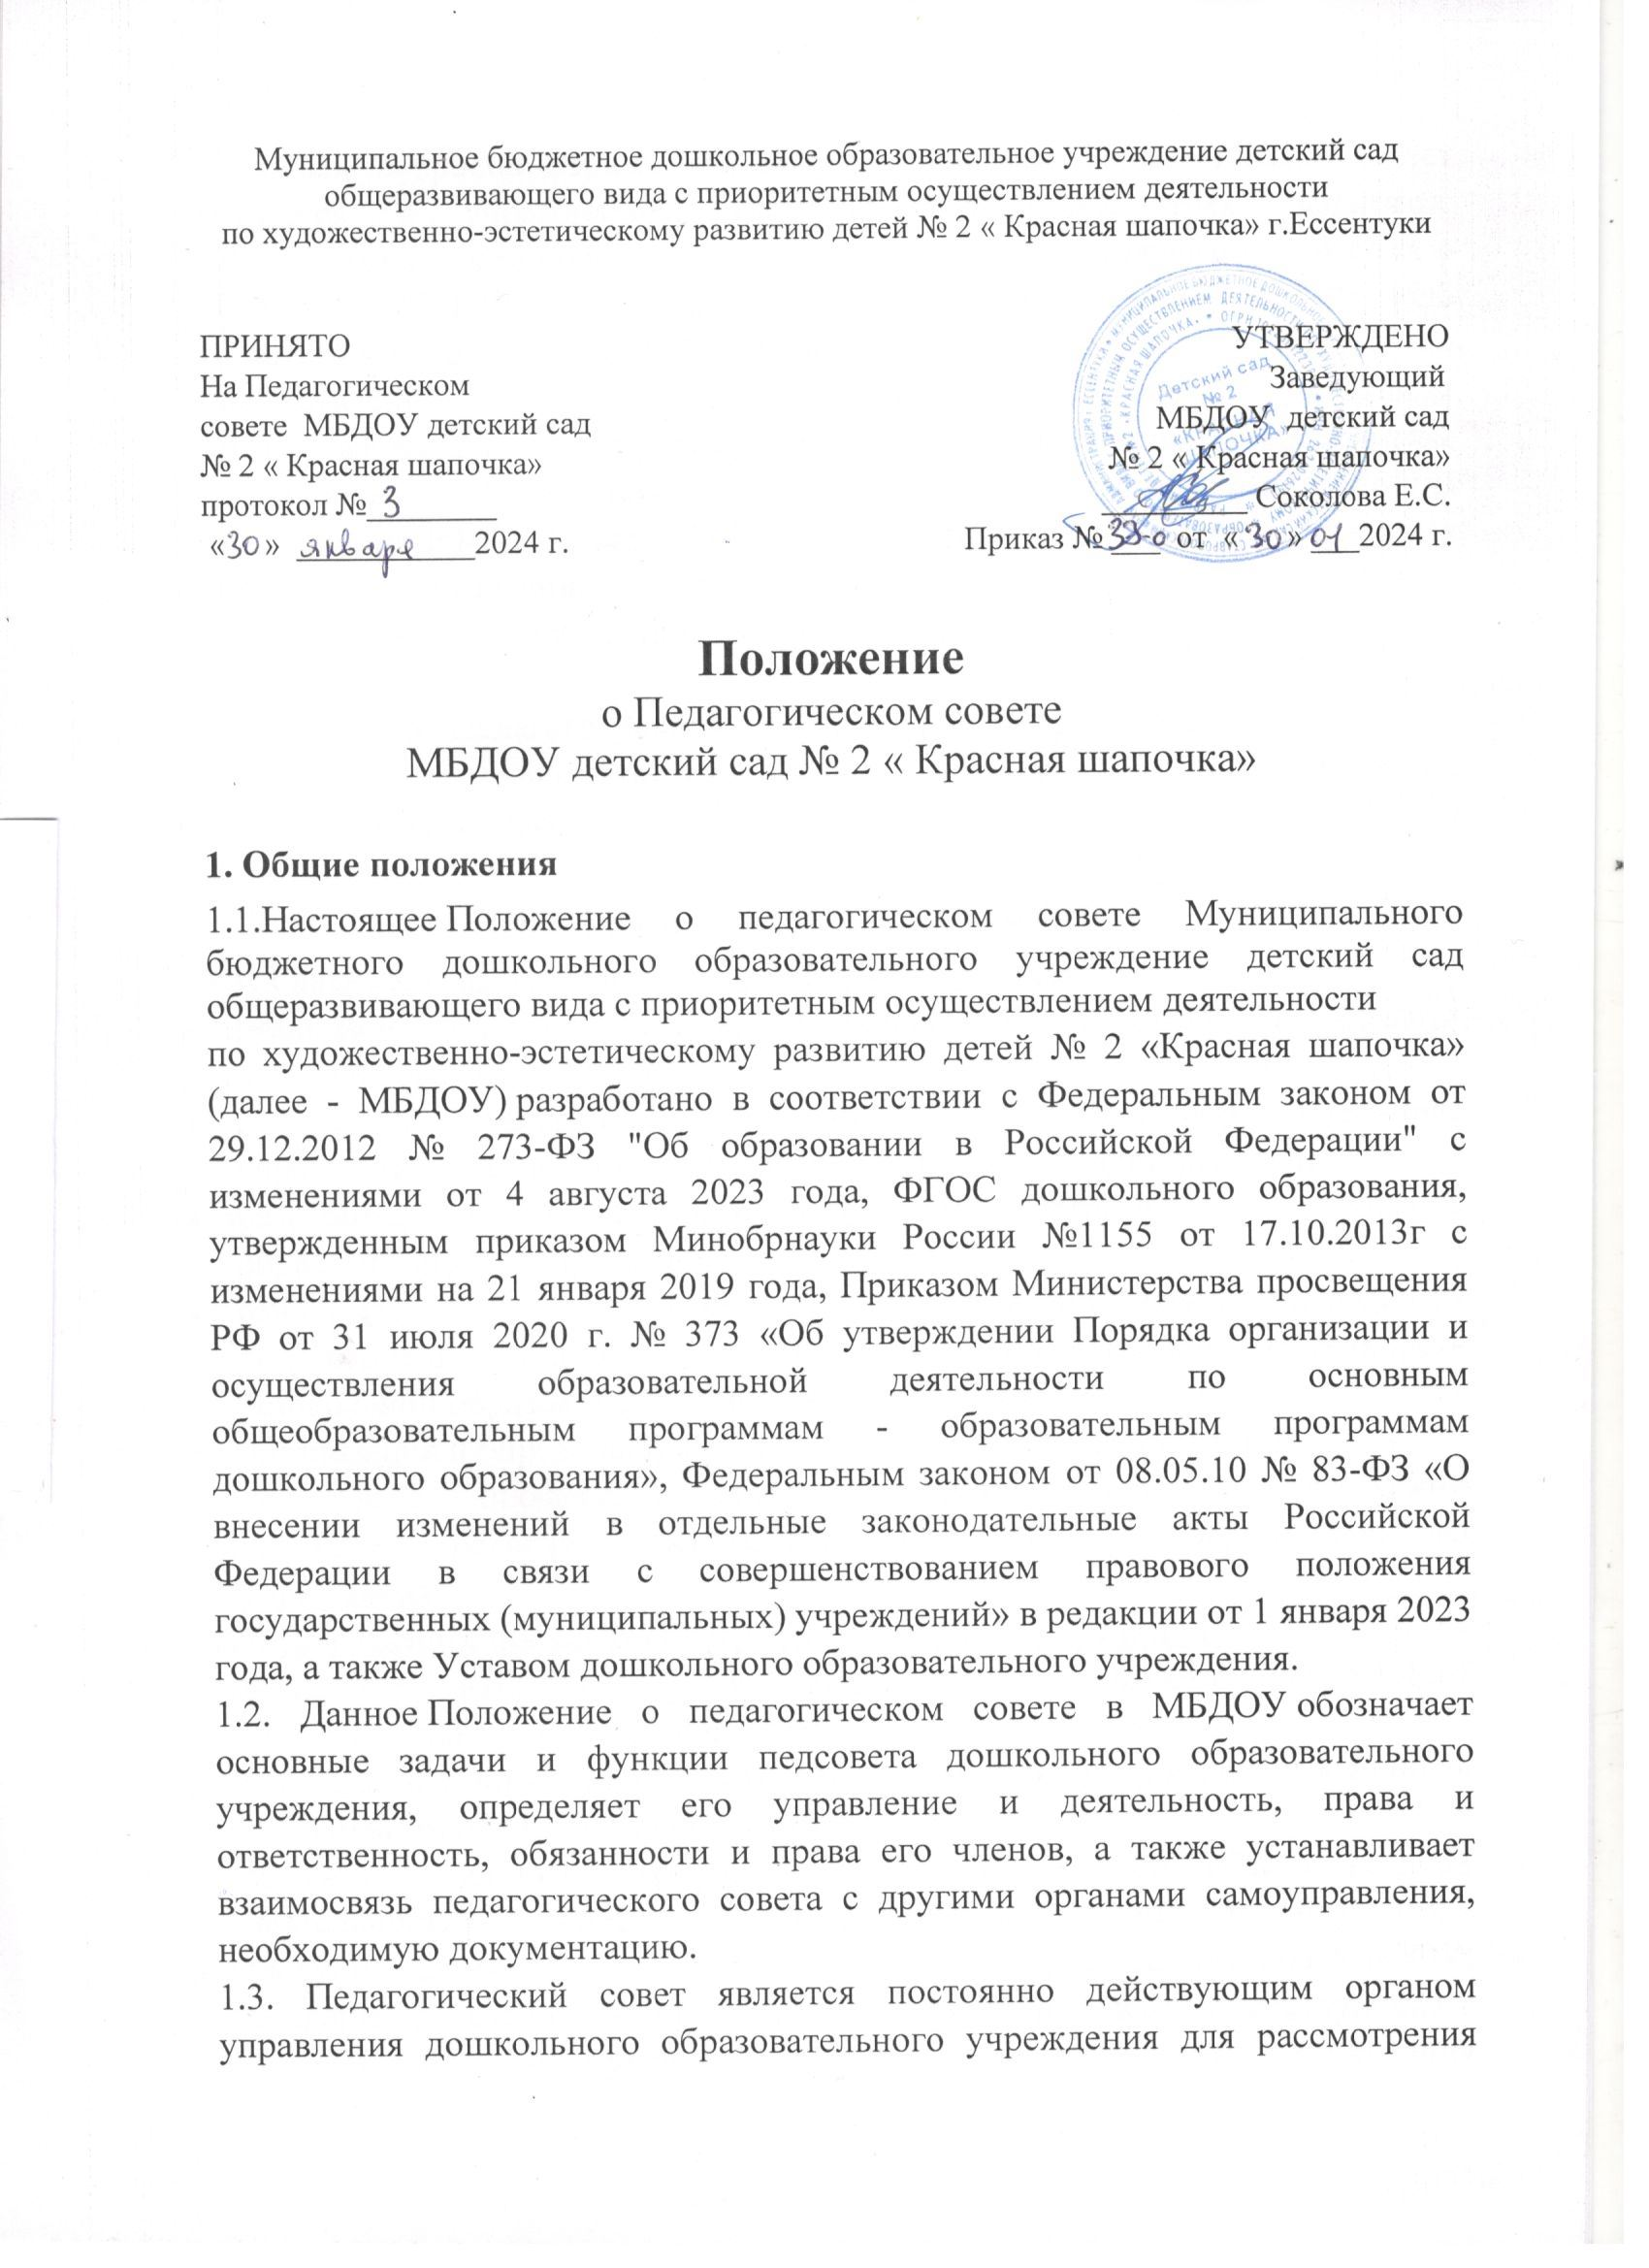 Муниципальное бюджетное дошкольное образовательное учреждение детский сад
общеразвивающего вида с приоритетным осуществлением деятельности
по художественно-эстетическому развитию детей № 2 « Красная шапочка» г.Ессентуки
ПРИНЯТО
На Педагогическом
совете МБДОУ детский сад
№ 2 « Красная шапочка»
протокол № 3
«30» января 2024 г.
УТВЕРЖДЕНО
Заведующий
МБДОУ детский сад
№ 2 « Красная шапочка»
Соколова Е.С.
Приказ № от «30» 01 2024 г.
Детский сад
№ 2
«КРАСНАЯ
ШАПОЧКА»
Положение
о Педагогическом совете
МБДОУ детский сад № 2 « Красная шапочка»
1. Общие положения
1.1.Настоящее Положение о педагогическом совете Муниципального
бюджетного дошкольного образовательного учреждение детский сад
общеразвивающего вида с приоритетным осуществлением деятельности
по художественно-эстетическому развитию детей № 2 «Красная шапочка»
(далее - МБДОУ) разработано в соответствии с Федеральным законом от
29.12.2012 № 273-ФЗ "Об образовании в Российской Федерации" с
изменениями от 4 августа 2023 года, ФГОС дошкольного образования,
утвержденным приказом Минобрнауки России №1155 от 17.10.2013г с
изменениями на 21 января 2019 года, Приказом Министерства просвещения
РФ от 31 июля 2020 г. № 373 «Об утверждении Порядка организации и
осуществления образовательной деятельности по основным
общеобразовательным программам - образовательным программам
дошкольного образования», Федеральным законом от 08.05.10 № 83-ФЗ «О
внесении изменений в отдельные законодательные акты Российской
Федерации в связи с совершенствованием правового положения
государственных (муниципальных) учреждений» в редакции от 1 января 2023
года, а также Уставом дошкольного образовательного учреждения.
1.2. Данное Положение о педагогическом совете в МБДОУ обозначает
основные задачи и функции педсовета дошкольного образовательного
учреждения, определяет его управление и деятельность, права и
ответственность, обязанности и права его членов, а также устанавливает
взаимосвязь педагогического совета с другими органами самоуправления,
необходимую документацию.
1.3. Педагогический совет является постоянно действующим органом
управления дошкольного образовательного учреждения для рассмотрения